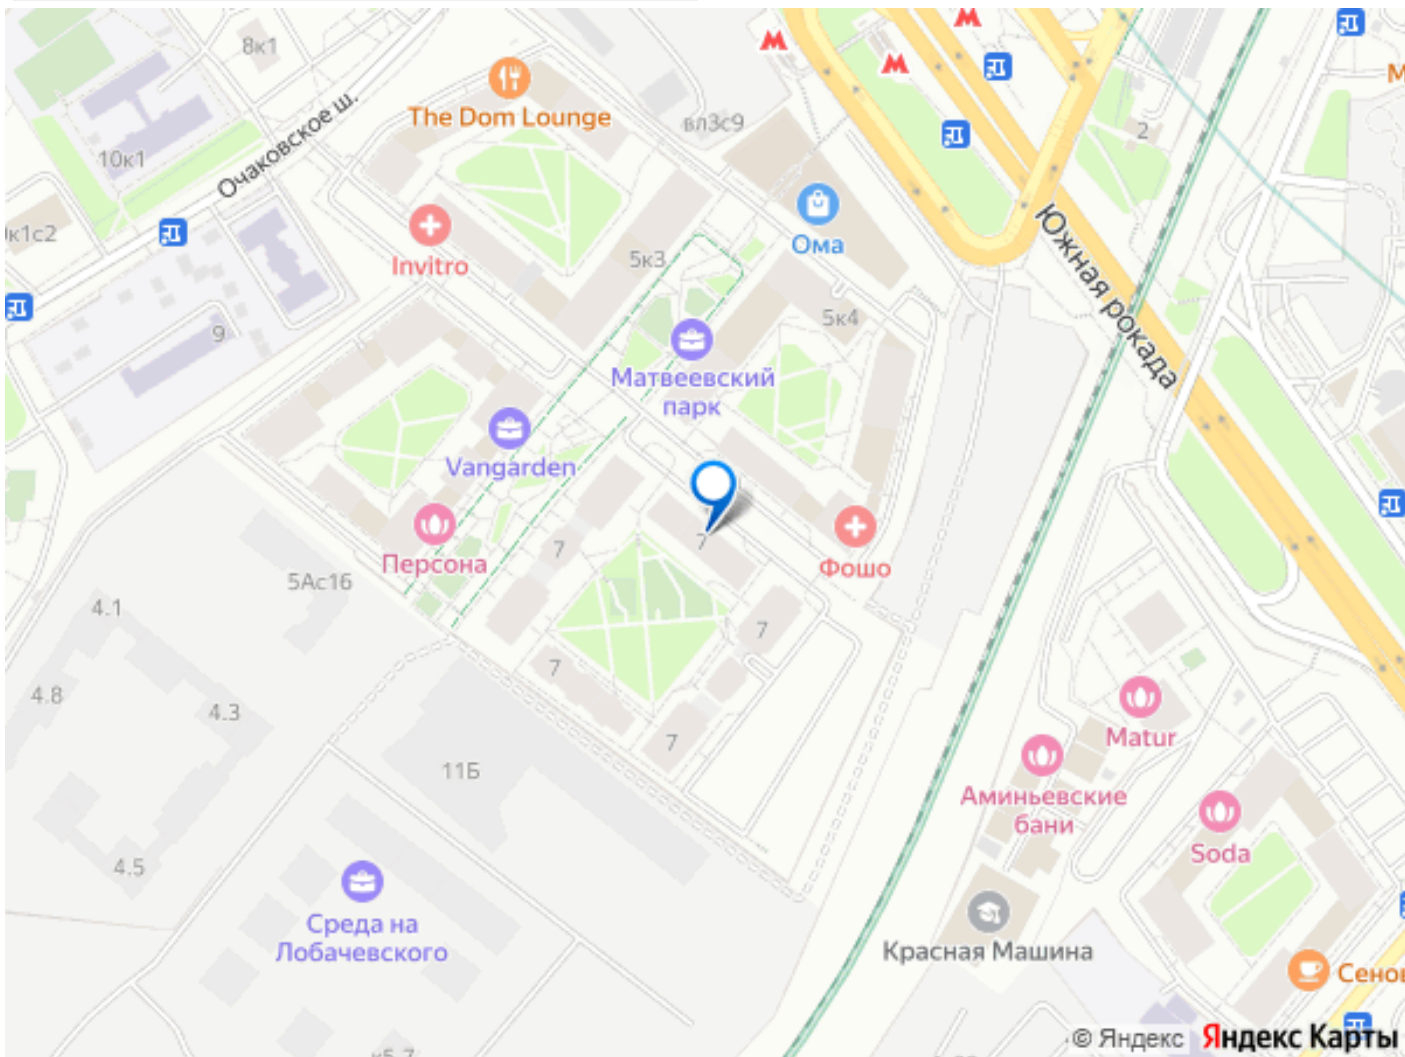 8к1
The Dom Lounge
вл3с9
2
10к1
Очаковское ш.
Ома
к1с2
Invitro
5к3
Южная рокада
9
5к4
Матвеевский
парк
Vangarden
Персона
7
7
Фошо
5Ас16
4.1
7
7
4.8
4.3
7
11Б
Matur
Аминьевские
бани
Soda
4.5
Среда на
Лобачевского
Красная Машина
Сенов
© Яндекс Яндекс Карты